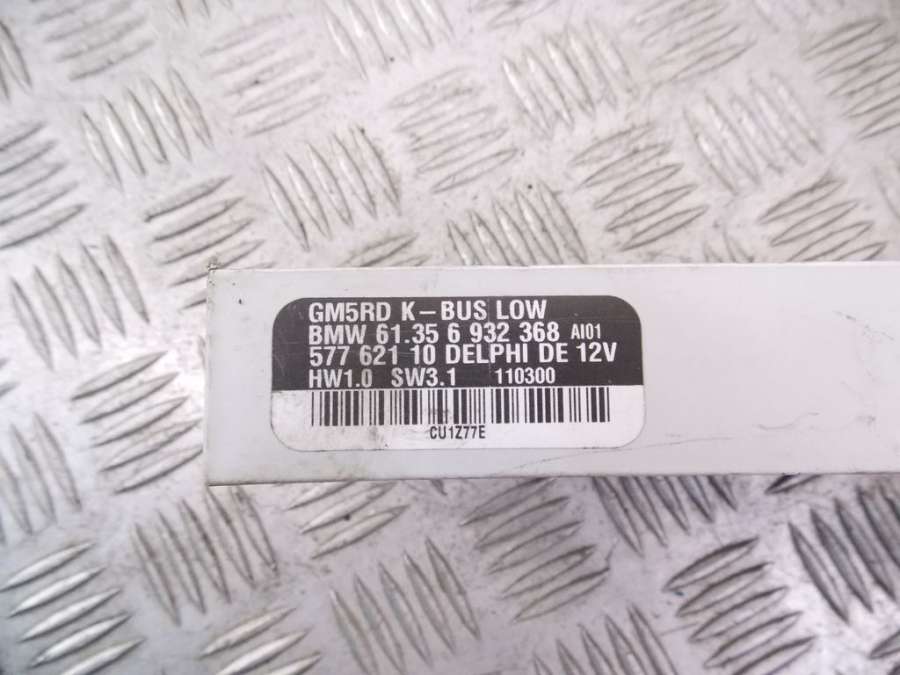 GM5RD K-BUS LOW
BMW 61.35 6 932 368 AI01
577 621 10 DELPHI DE 12V
HW1.0 SW3.1 110300
CU1Z77E